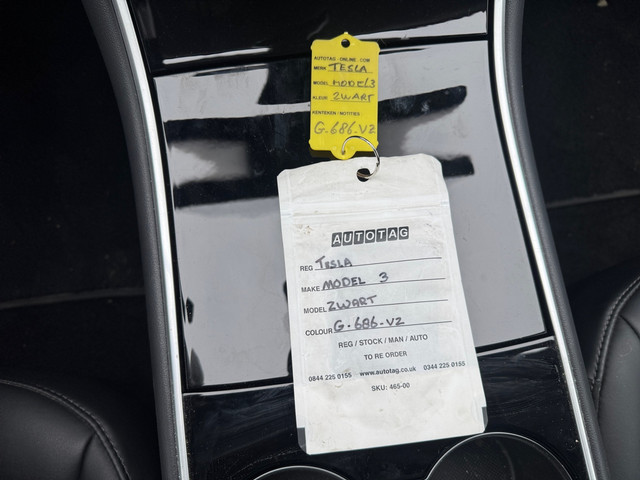 AUTOTAG-ONLINE.COM
MERK TESLA
MODEL MODEL 3
KLEUR ZWART
KENTEKEN / NOTITIES
G.686.VZ
AUTOTAG
REG TESLA
MAKE MODEL 3
MODEL ZWART
COLOUR G.686.VZ
REG / STOCK / MAN / AUTO
TO RE ORDER
0844 225 0155 www.autotag.co.uk 0344 225 0155
SKU: 465-00